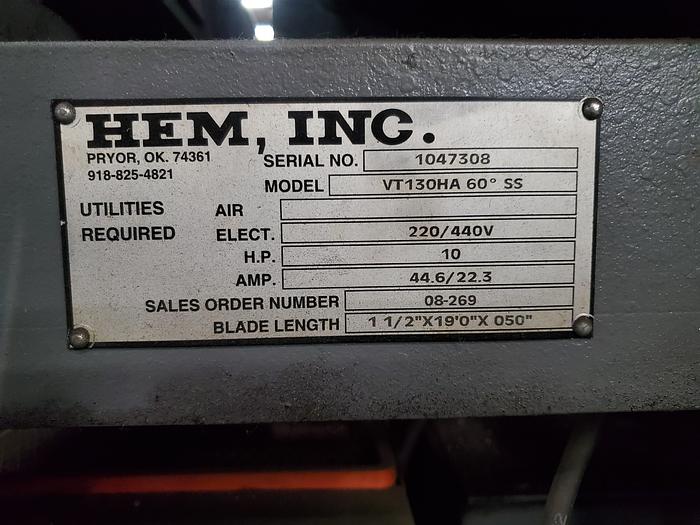 HEM, INC.
PRYOR, OK. 74361
918-825-4821
SERIAL NO. 1047308
MODEL VT130HA 60° SS
UTILITIES REQUIRED
AIR
ELECT. 220/440V
H.P. 10
AMP. 44.6/22.3
SALES ORDER NUMBER 08-269
BLADE LENGTH 1 1/2"X19'0"X 050"